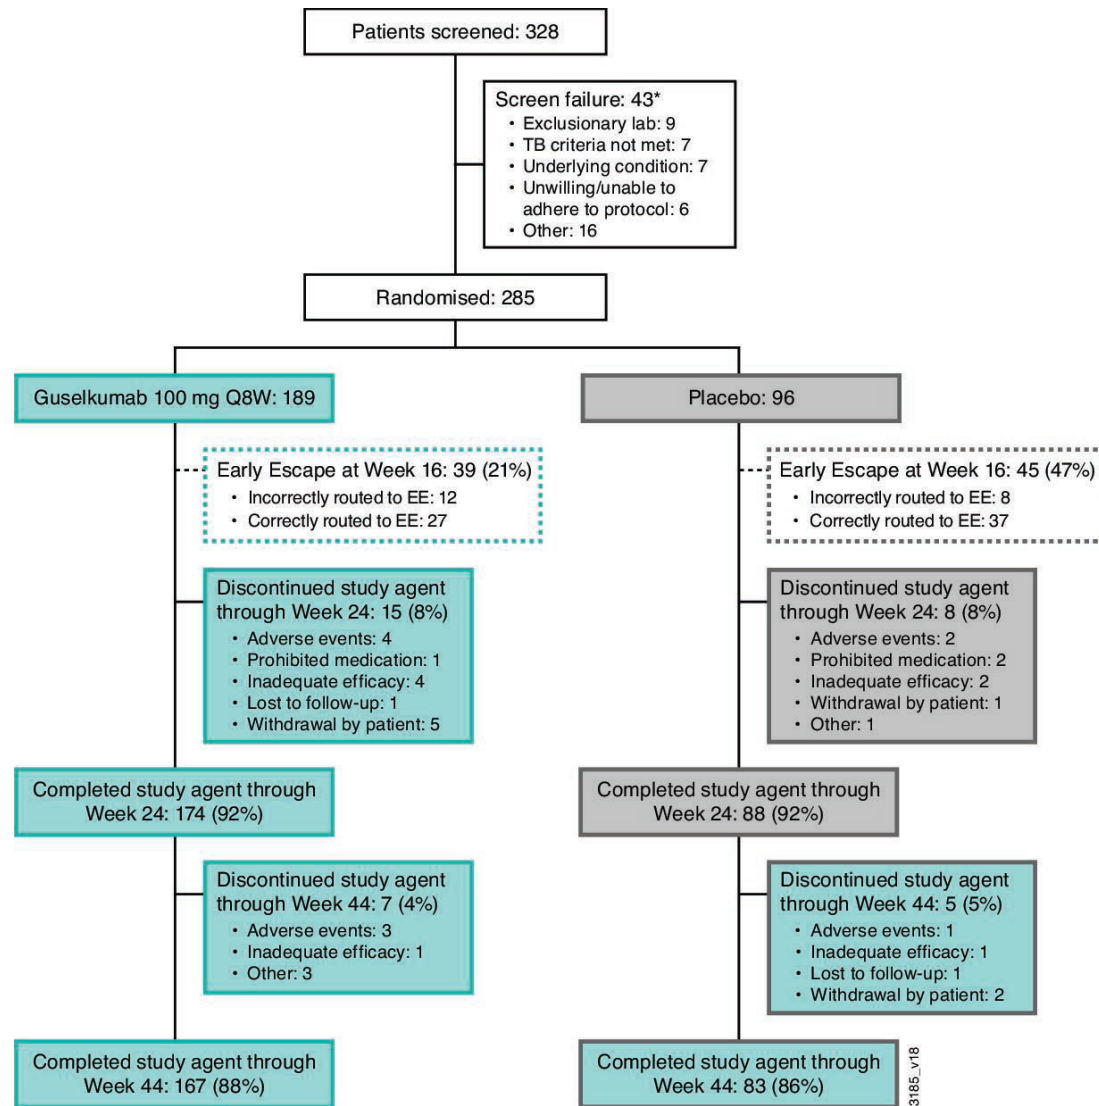 Patients screened: 328
Screen failure: 43*
• Exclusionary lab: 9
• TB criteria not met: 7
• Underlying condition: 7
• Unwilling/unable to
adhere to protocol: 6
• Other: 16
Randomised: 285
Guselkumab 100 mg Q8W: 189
Early Escape at Week 16: 39 (21%)
• Incorrectly routed to EE: 12
• Correctly routed to EE: 27
Discontinued study agent
through Week 24: 15 (8%)
• Adverse events: 4
• Prohibited medication: 1
• Inadequate efficacy: 4
• Lost to follow-up: 1
• Withdrawal by patient: 5
Completed study agent through
Week 24: 174 (92%)
Discontinued study agent
through Week 44: 7 (4%)
• Adverse events: 3
• Inadequate efficacy: 1
• Other: 3
Completed study agent through
Week 44: 167 (88%)
Placebo: 96
Early Escape at Week 16: 45 (47%)
• Incorrectly routed to EE: 8
• Correctly routed to EE: 37
Discontinued study agent
through Week 24: 8 (8%)
• Adverse events: 2
• Prohibited medication: 2
• Inadequate efficacy: 2
• Withdrawal by patient: 1
• Other: 1
Completed study agent through
Week 24: 88 (92%)
Discontinued study agent
through Week 44: 5 (5%)
• Adverse events: 1
• Inadequate efficacy: 1
• Lost to follow-up: 1
• Withdrawal by patient: 2
Completed study agent through
Week 44: 83 (86%)
3185_v18